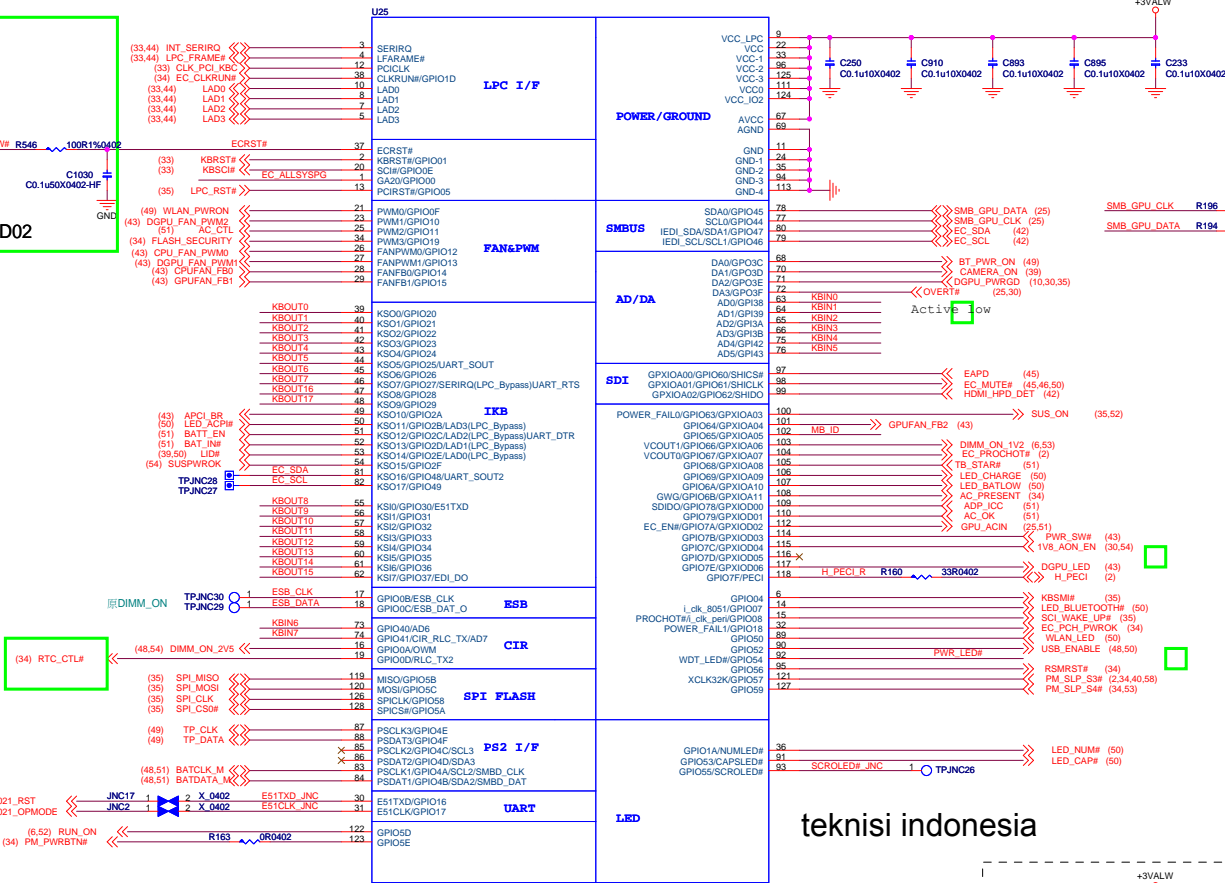 U25
+3VALW
LPC I/F
(33,44) INT_SERIRQ 3 SERIRQ
(33,44) LPC_FRAME# 4 LFARAME#
(33) CLK_PCI_KBC 12 PCICLK
(34) EC_CLKRUN# 38 CLKRUN#/GPIO1D
(33,44) LAD0 10 LAD0
(33,44) LAD1 8 LAD1
(33,44) LAD2 7 LAD2
(33,44) LAD3 5 LAD3
R546 100R1%0402 ECRST# 37 ECRST#
C1030
C0.1u50X0402-HF
GND
D02
(33) KBRST# 2 KBRST#/GPIO01
(33) KBSCI# 20 SCI#/GPIO0E
EC_ALLSYSPG 1 GA20/GPIO00
(35) LPC_RST# 13 PCIRST#/GPIO05
FAN&PWM
(49) WLAN_PWRON 21 PWM0/GPIO0F
(43) DGPU_FAN_PWM2 23 PWM1/GPIO10
(51) AC_CTL 25 PWM2/GPIO11
(34) FLASH_SECURITY 34 PWM3/GPIO19
(43) CPU_FAN_PWM0 26 FANPWM0/GPIO12
(43) DGPU_FAN_PWM1 27 FANPWM1/GPIO13
(43) CPUFAN_FB0 28 FANFB0/GPIO14
(43) GPUFAN_FB1 29 FANFB1/GPIO15
IKB
KBOUT0 39 KSO0/GPIO20
KBOUT1 40 KSO1/GPIO21
KBOUT2 41 KSO2/GPIO22
KBOUT3 42 KSO3/GPIO23
KBOUT4 43 KSO4/GPIO24
KBOUT5 44 KSO5/GPIO25/UART_SOUT
KBOUT6 45 KSO6/GPIO26
KBOUT7 46 KSO7/GPIO27/SERIRQ(LPC_Bypass)UART_RTS
KBOUT16 47 KSO8/GPIO28
KBOUT17 48 KSO9/GPIO29
(43) APCI_BR 49 KSO10/GPIO2A
(50) LED_ACPI# 50 KSO11/GPIO2B/LAD3(LPC_Bypass)
(51) BATT_EN 51 KSO12/GPIO2C/LAD2(LPC_Bypass)UART_DTR
(51) BAT_IN# 52 KSO13/GPIO2D/LAD1(LPC_Bypass)
(39,50) LID# 53 KSO14/GPIO2E/LAD0(LPC_Bypass)
(54) SUSPWROK 54 KSO15/GPIO2F
TPJNC28 EC_SDA 81 KSO16/GPIO48/UART_SOUT2
TPJNC27 EC_SCL 82 KSO17/GPIO49
KBOUT8 55 KSI0/GPIO30/E51TXD
KBOUT9 56 KSI1/GPIO31
KBOUT10 57 KSI2/GPIO32
KBOUT11 58 KSI3/GPIO33
KBOUT12 59 KSI4/GPIO34
KBOUT13 60 KSI5/GPIO35
KBOUT14 61 KSI6/GPIO36
KBOUT15 62 KSI7/GPIO37/EDI_DO
ESB
原DIMM_ON TPJNC30 1 ESB_CLK 17 GPIO0B/ESB_CLK
TPJNC29 1 ESB_DATA 18 GPIO0C/ESB_DAT_O
CIR
KBIN6 73 GPIO40/AD6
KBIN7 74 GPIO41/CIR_RLC_TX/AD7
(48,54) DIMM_ON_2V5 16 GPIO0A/OWM
(34) RTC_CTL# 19 GPIO0D/RLC_TX2
SPI FLASH
(35) SPI_MISO 119 MISO/GPIO5B
(35) SPI_MOSI 120 MOSI/GPIO5C
(35) SPI_CLK 126 SPICLK/GPIO58
(35) SPI_CS0# 128 SPICS#/GPIO5A
PS2 I/F
(49) TP_CLK 87 PSCLK3/GPIO4E
(49) TP_DATA 88 PSDAT3/GPIO4F
85 PSCLK2/GPIO4C/SCL3
86 PSDAT2/GPIO4D/SDA3
(48,51) BATCLK_M 83 PSCLK1/GPIO4A/SCL2/SMBD_CLK
(48,51) BATDATA_M 84 PSDAT1/GPIO4B/SDA2/SMBD_DAT
UART
021_RST JNC17 1 2 X_0402 E51TXD_JNC 30 E51TXD/GPIO16
021_OPMODE JNC2 1 2 X_0402 E51CLK_JNC 31 E51CLK/GPIO17
(6,52) RUN_ON 122 GPIO5D
(34) PM_PWRBTN# R163 0R0402 123 GPIO5E
POWER/GROUND
VCC_LPC 9
VCC 22
VCC-1 33
VCC-2 96
VCC-3 125
VCC0 111
VCC_IO2 124
AVCC 67
AGND 69
GND 11
GND-1 24
GND-2 35
GND-3 94
GND-4 113
C250 C910 C893 C895 C233
C0.1u10X0402 C0.1u10X0402 C0.1u10X0402 C0.1u10X0402 C0.1u10X0402
SMBUS
SDA0/GPIO45 78 SMB_GPU_DATA (25)
SCL0/GPIO44 77 SMB_GPU_CLK (25)
IEDI_SDA/SDA1/GPIO47 80 EC_SDA (42)
IEDI_SCL/SCL1/GPIO46 79 EC_SCL (42)
SMB_GPU_CLK R196
SMB_GPU_DATA R194
AD/DA
DA0/GPO3C 68 BT_PWR_ON (49)
DA1/GPO3D 70 CAMERA_ON (39)
DA2/GPO3E 71 DGPU_PWRGD (10,30,35)
DA3/GPO3F 72 OVERT# (25,30)
AD0/GPI38 63 KBIN0
AD1/GPI39 64 KBIN1
AD2/GPI3A 65 KBIN2
AD3/GPI3B 66 KBIN3
AD4/GPI42 75 KBIN4
AD5/GPI43 76 KBIN5
Active low
SDI
GPXIOA00/GPIO60/SHICS# 97 EAPD (45)
GPXIOA01/GPIO61/SHICLK 98 EC_MUTE# (45,46,50)
GPXIOA02/GPIO62/SHIDO 99 HDMI_HPD_DET (42)
POWER_FAIL0/GPIO63/GPXIOA03 100 SUS_ON (35,52)
GPIO64/GPXIOA04 101 GPUFAN_FB2 (43)
GPIO65/GPXIOA05 102 MB_ID
VCOUT1/GPIO66/GPXIOA06 103 DIMM_ON_1V2 (6,53)
VCOUT0/GPIO67/GPXIOA07 104 EC_PROCHOT# (2)
GPIO68/GPXIOA08 105 TB_STAR# (51)
GPIO69/GPXIOA09 106 LED_CHARGE (50)
GPIO6A/GPXIOA10 107 LED_BATLOW (50)
GWG/GPIO6B/GPXIOA11 108 AC_PRESENT (34)
SDIDO/GPIO78/GPXIOD00 109 ADP_ICC (51)
GPIO79/GPXIOD01 110 AC_OK (51)
EC_EN#/GPIO7A/GPXIOD02 112 GPU_ACIN (25,51)
GPIO7B/GPXIOD03 114 PWR_SW# (43)
GPIO7C/GPXIOD04 115 1V8_AON_EN (30,54)
GPIO7D/GPXIOD05 116
GPIO7E/GPXIOD06 117 DGPU_LED (43)
GPIO7F/PECI 118 H_PECI_R R160 33R0402 H_PECI (2)
GPIO04 6 KBSMI# (35)
i_clk_8051/GPIO07 14 LED_BLUETOOTH# (50)
PROCHOT#/i_clk_peri/GPIO08 15 SCI_WAKE_UP# (35)
POWER_FAIL1/GPIO18 32 EC_PCH_PWROK (34)
GPIO50 89 WLAN_LED (50)
GPIO52 90 USB_ENABLE (48,50)
WDT_LED#/GPIO54 92 PWR_LED#
GPIO56 95 RSMRST# (34)
XCLK32K/GPIO57 121 PM_SLP_S3# (2,34,40,58)
GPIO59 127 PM_SLP_S4# (34,53)
LED
GPIO1A/NUMLED# 36 LED_NUM# (50)
GPIO53/CAPSLED# 91 LED_CAP# (50)
GPIO55/SCROLED# 93 SCROLED#_JNC 1 TPJNC26
teknisi indonesia
+3VALW